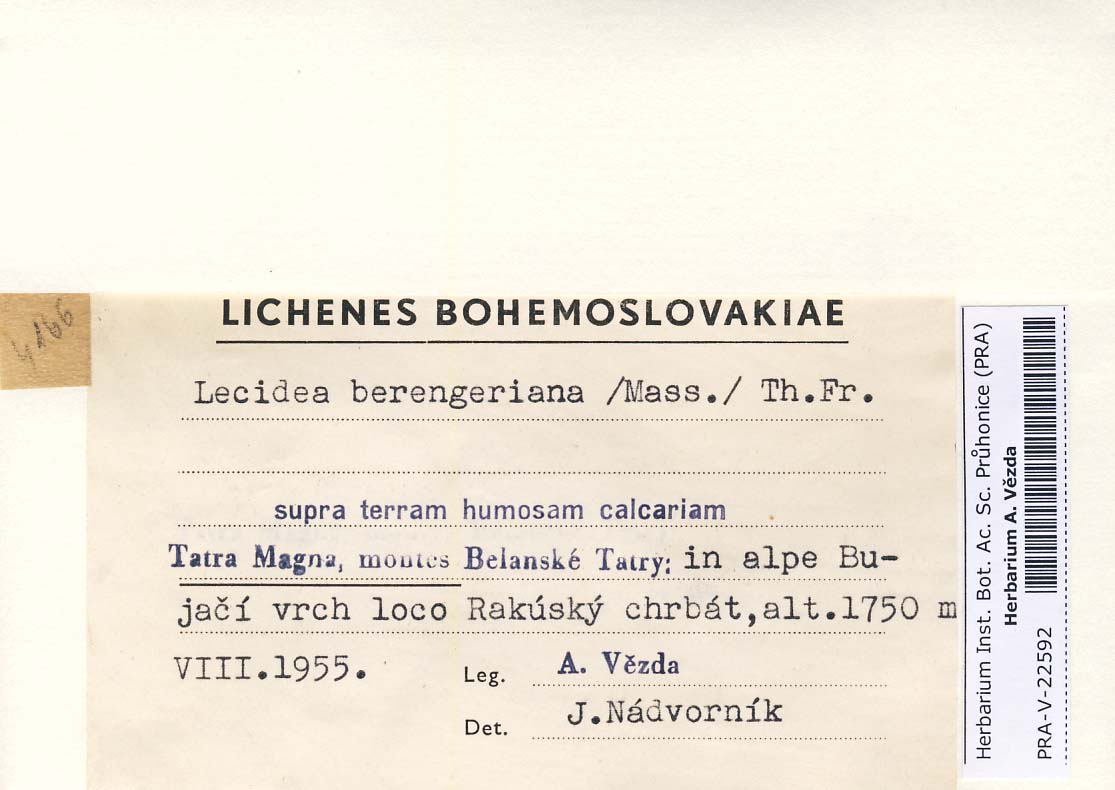 LICHENES BOHEMOSLOVAKIAE
Lecidea berengeriana /Mass./ Th.Fr.
supra terram humosam calcariam
Tatra Magna, montes Belanské Tatry; in alpe Bu-
jačí vrch loco Rakúský chrbát,alt.1750 m
VIII.1955.
Leg. A. Vězda
Det. J.Nádvorník
4166
Herbarium Inst. Bot. Ac. Sc. Průhonice (PRA)
Herbarium A. Vězda
PRA-V-22592